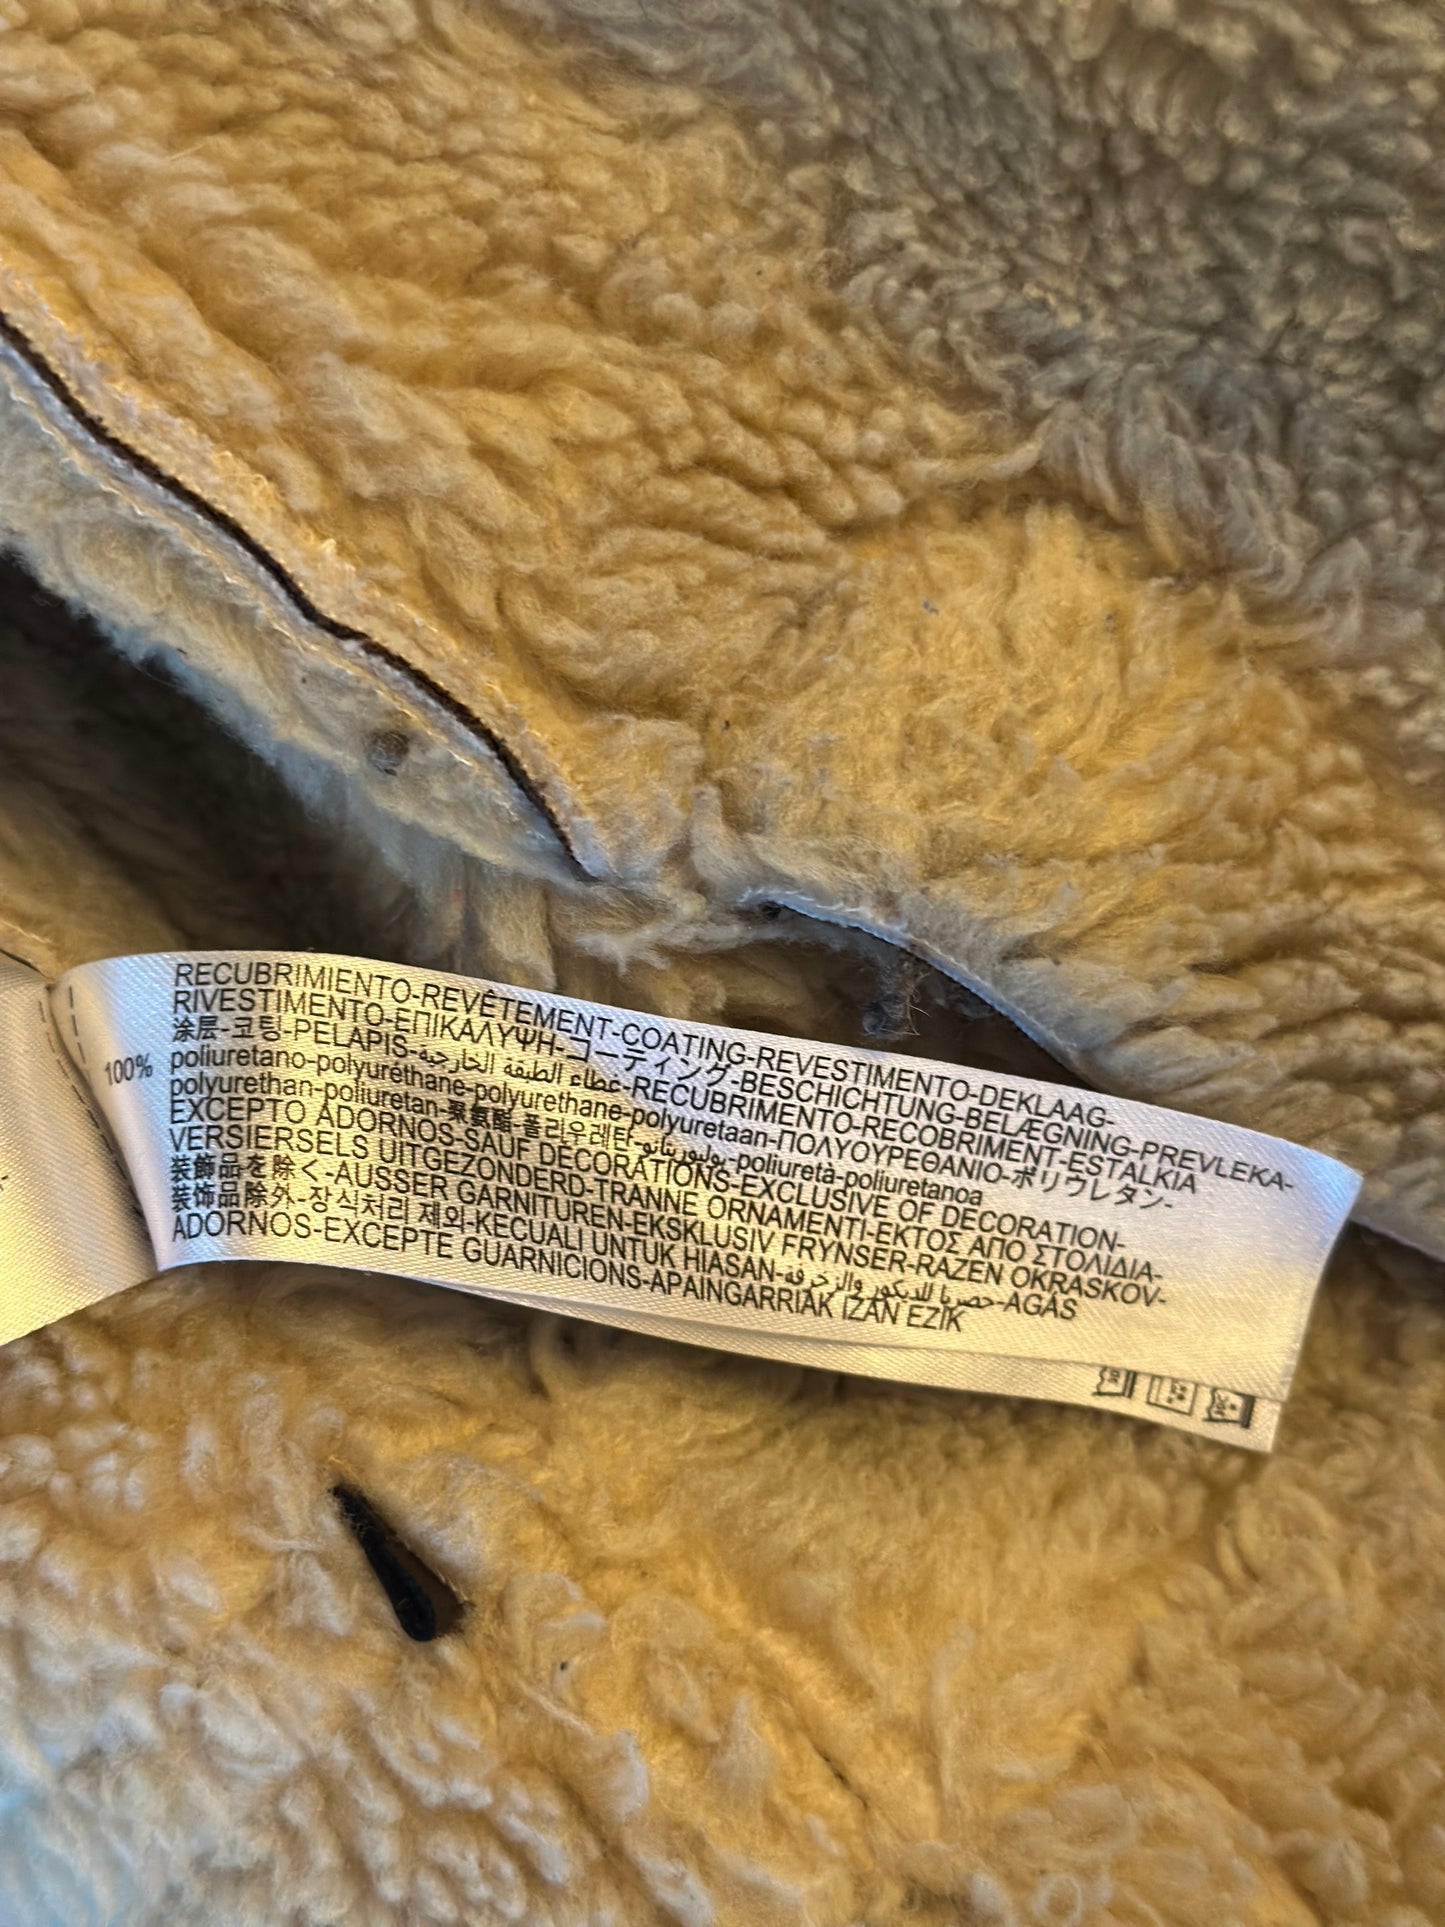 RECUBRIMIENTO-REVÊTEMENT-COATING-REVESTIMENTO-DEKLAAG-
RIVESTIMENTO-ΕΠΙΚΑΛΥΨΗ-コーティング-BESCHICHTUNG-BELÆGNING-PREVLEKA-
涂层-코팅-PELAPIS-غطاء الطبقة الخارجية-RECUBRIMENTO-RECOBRIMENT-ESTALKIA
100% poliuretano-polyuréthane-polyurethane-polyuretaan-ΠΟΛΥΟΥΡΕΘΑΝΙΟ-ポリウレタン-
polyurethan-poliuretan-聚氨酯-폴리우레탄-بوليوريثانو-poliuretà-poliuretanoa
EXCEPTO ADORNOS-SAUF DÉCORATIONS-EXCLUSIVE OF DECORATION-
VERSIERSELS UITGEZONDERD-TRANNE ORNAMENTI-ΕΚΤΟΣ ΑΠΟ ΣΤΟΛΙΔΙΑ-
装飾品を除く-AUSSER GARNITUREN-EKSKLUSIV FRYNSER-RAZEN OKRASKOV-
装饰品除外-장식처리 제외-KECUALI UNTUK HIASAN-حصريا للديكور والزخرفة-AGÁS
ADORNOS-EXCEPTE GUARNICIONS-APAINGARRIAK IZAN EZIK